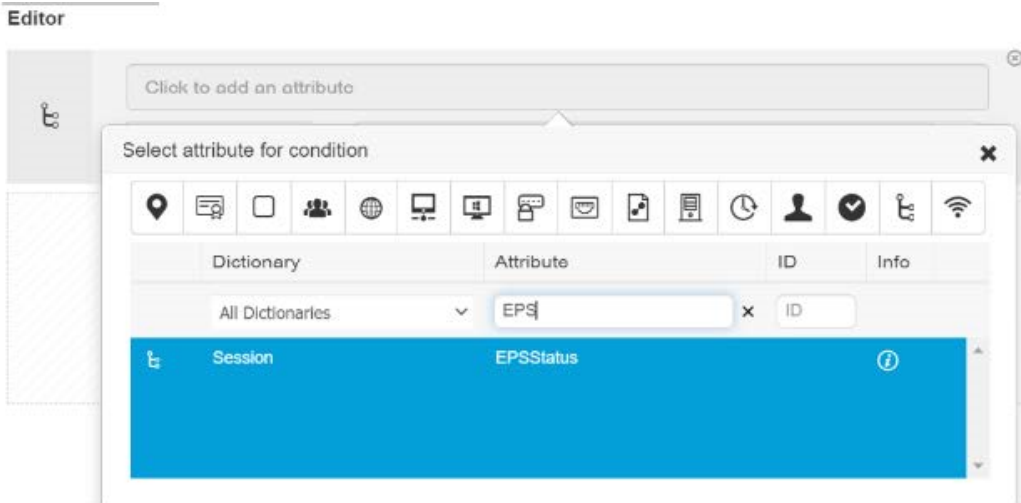 Editor
Click to add an attribute
Select attribute for condition
Dictionary Attribute ID Info
All Dictionaries EPS ID
Session EPSStatus